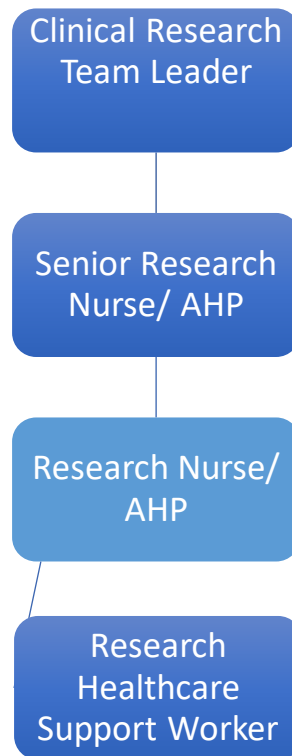 Clinical Research
Team Leader
Senior Research
Nurse/ AHP
Research Nurse/
AHP
Research
Healthcare
Support Worker